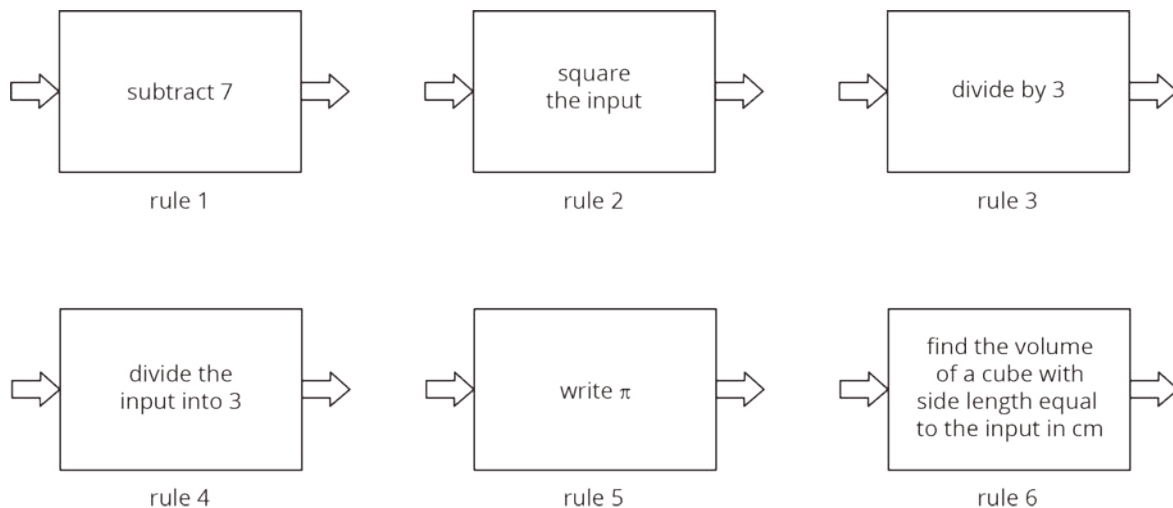 subtract 7
square
the input
divide by 3
rule 1
rule 2
rule 3
divide the
input into 3
write π
find the volume
of a cube with
side length equal
to the input in cm
rule 4
rule 5
rule 6